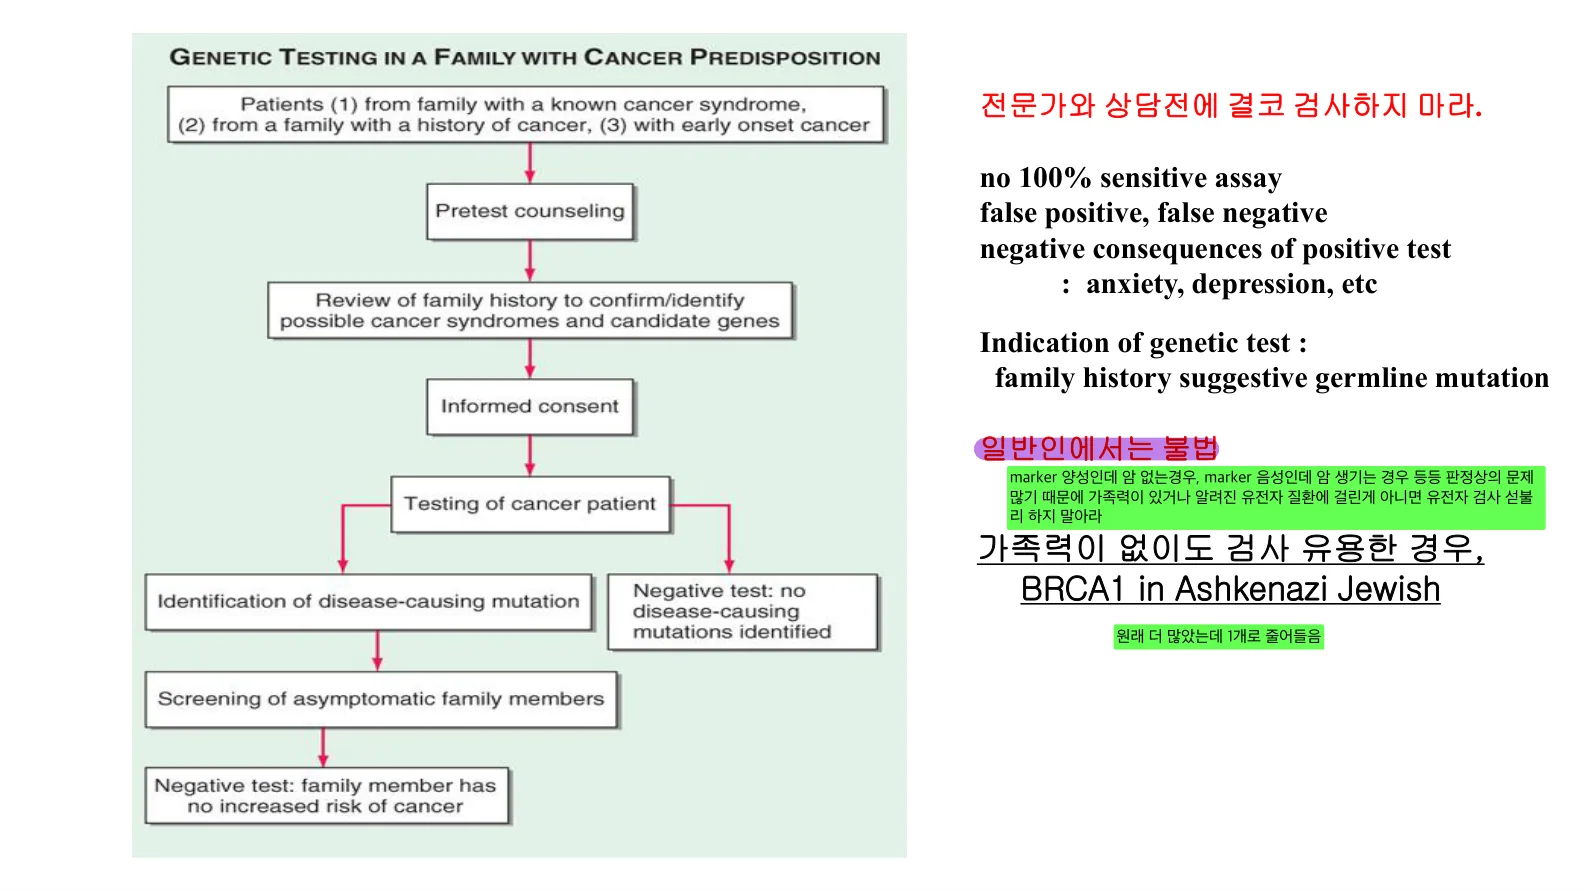 GENETIC TESTING IN A FAMILY WITH CANCER PREDISPOSITION
Patients (1) from family with a known cancer syndrome,
(2) from a family with a history of cancer, (3) with early onset cancer
Pretest counseling
Review of family history to confirm/identify
possible cancer syndromes and candidate genes
Informed consent
Testing of cancer patient
Identification of disease-causing mutation
Negative test: no
disease-causing
mutations identified
Screening of asymptomatic family members
Negative test: family member has
no increased risk of cancer
전문가와 상담전에 결코 검사하지 마라.
no 100% sensitive assay
false positive, false negative
negative consequences of positive test
: anxiety, depression, etc
Indication of genetic test :
family history suggestive germline mutation
일반인에서는 불법
marker 양성인데 암 없는경우, marker 음성인데 암 생기는 경우 등등 판정상의 문제
많기 때문에 가족력이 있거나 알려진 유전자 질환에 걸린게 아니면 유전자 검사 섣불
리 하지 말아라
가족력이 없이도 검사 유용한 경우,
BRCA1 in Ashkenazi Jewish
원래 더 많았는데 1개로 줄어들음